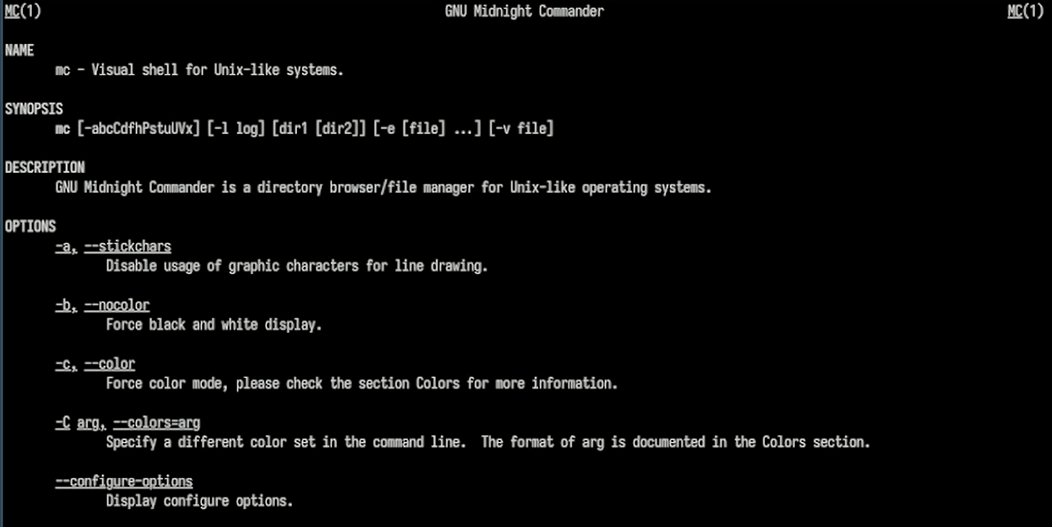 MC(1) GNU Midnight Commander MC(1)
NAME
mc - Visual shell for Unix-like systems.
SYNOPSIS
mc [-abcCdfhPstuUVx] [-l log] [dir1 [dir2]] [-e [file] ...] [-v file]
DESCRIPTION
GNU Midnight Commander is a directory browser/file manager for Unix-like operating systems.
OPTIONS
-a, --stickchars
Disable usage of graphic characters for line drawing.
-b, --nocolor
Force black and white display.
-c, --color
Force color mode, please check the section Colors for more information.
-C arg, --colors=arg
Specify a different color set in the command line.  The format of arg is documented in the Colors section.
--configure-options
Display configure options.